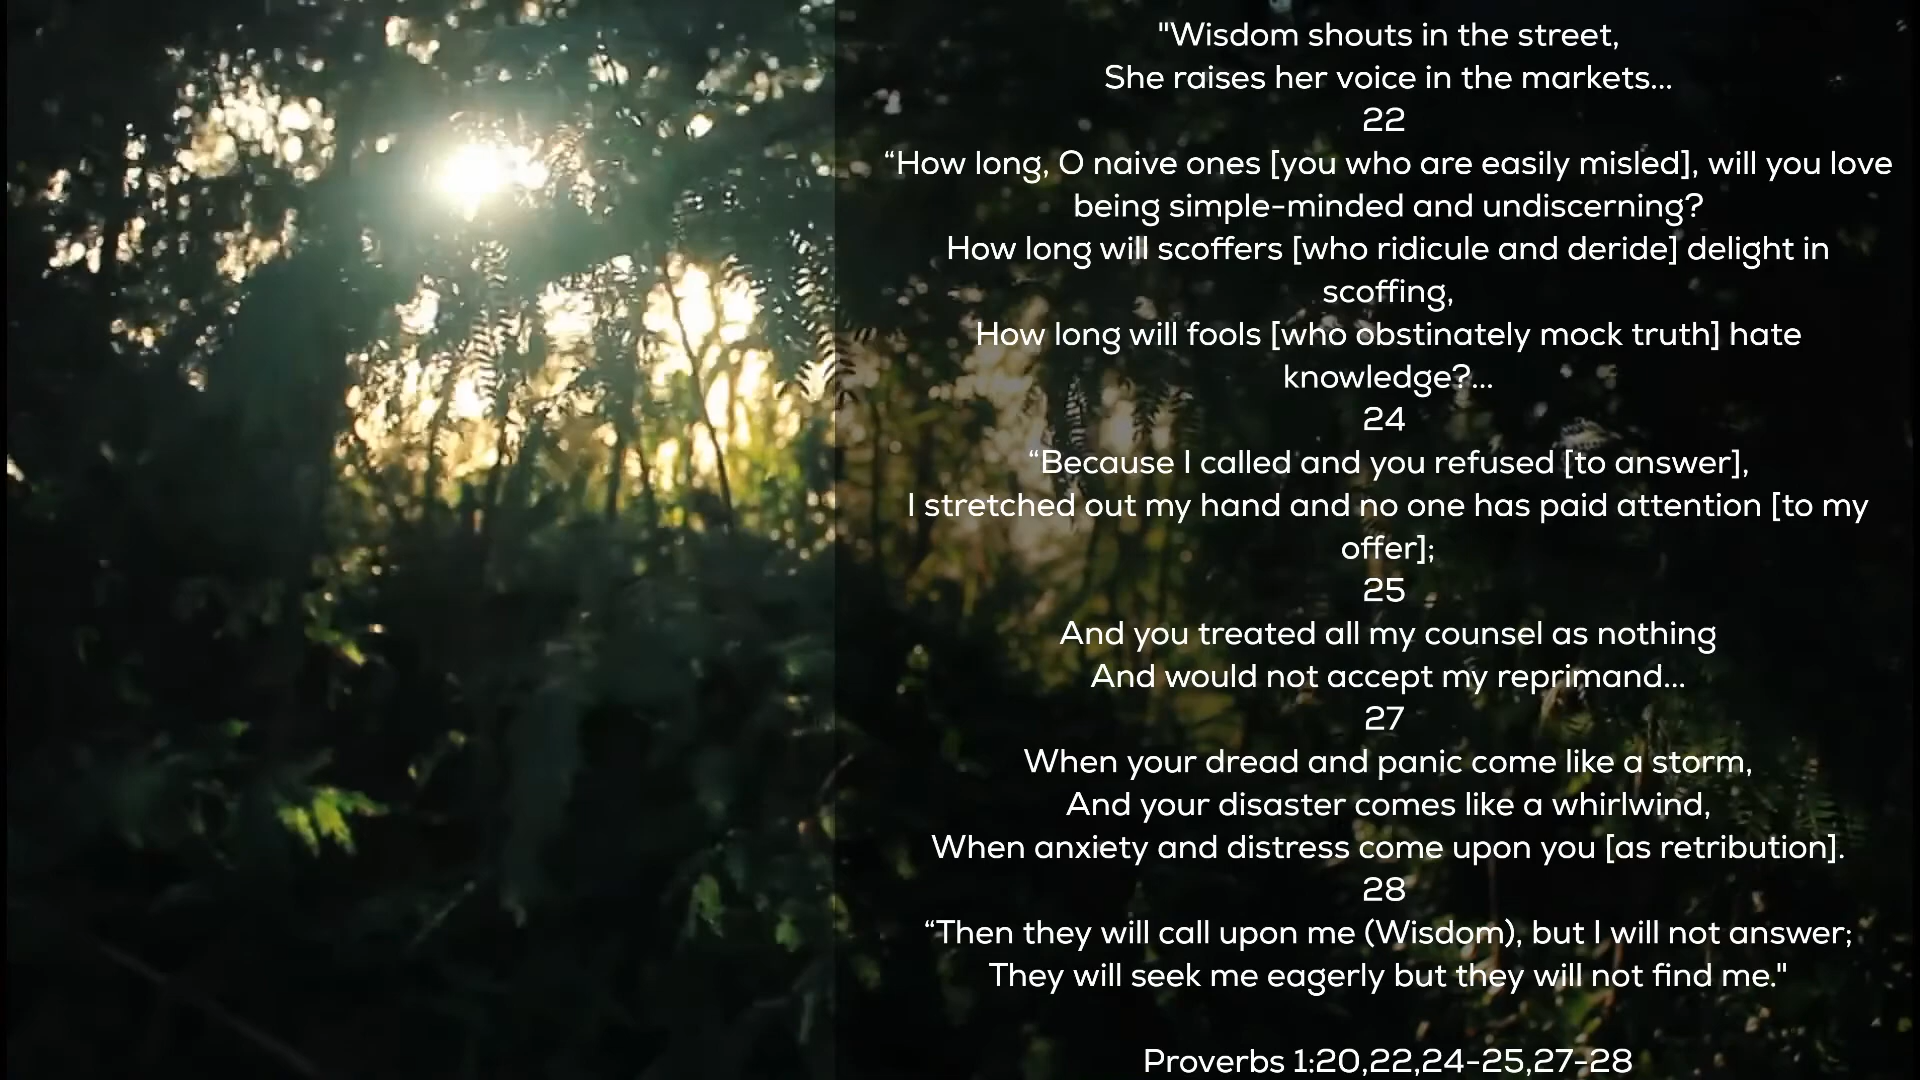 "Wisdom shouts in the street,
She raises her voice in the markets...
22
“How long, O naive ones [you who are easily misled], will you love
being simple-minded and undiscerning?
How long will scoffers [who ridicule and deride] delight in
scoffing,
How long will fools [who obstinately mock truth] hate
knowledge?...
24
“Because I called and you refused [to answer],
I stretched out my hand and no one has paid attention [to my
offer];
25
And you treated all my counsel as nothing
And would not accept my reprimand...
27
When your dread and panic come like a storm,
And your disaster comes like a whirlwind,
When anxiety and distress come upon you [as retribution].
28
“Then they will call upon me (Wisdom), but I will not answer;
They will seek me eagerly but they will not find me."
Proverbs 1:20,22,24-25,27-28